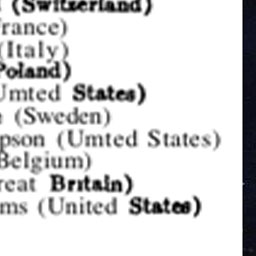 (Switzerland)
rance)
(Italy)
Poland)
Umted States)
(Sweden)
pson (Umted States)
Belgium)
reat Britain)
ms (United States)